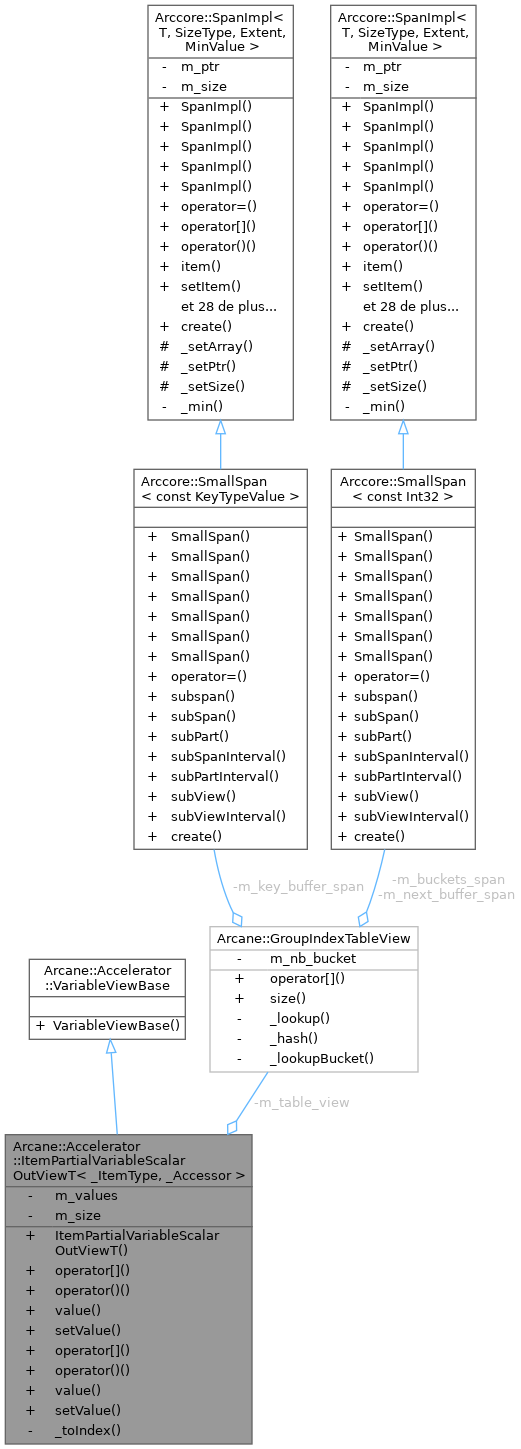 Arccore::SpanImpl<
T, SizeType, Extent,
MinValue >
- m_ptr
- m_size
+ SpanImpl()
+ SpanImpl()
+ SpanImpl()
+ SpanImpl()
+ SpanImpl()
+ operator=()
+ operator[]()
+ operator()()
+ item()
+ setItem()
et 28 de plus...
+ create()
# _setArray()
# _setPtr()
# _setSize()
- _min()
Arccore::SpanImpl<
T, SizeType, Extent,
MinValue >
- m_ptr
- m_size
+ SpanImpl()
+ SpanImpl()
+ SpanImpl()
+ SpanImpl()
+ SpanImpl()
+ operator=()
+ operator[]()
+ operator()()
+ item()
+ setItem()
et 28 de plus...
+ create()
# _setArray()
# _setPtr()
# _setSize()
- _min()
Arccore::SmallSpan
< const KeyTypeValue >
+ SmallSpan()
+ SmallSpan()
+ SmallSpan()
+ SmallSpan()
+ SmallSpan()
+ SmallSpan()
+ SmallSpan()
+ operator=()
+ subspan()
+ subSpan()
+ subPart()
+ subSpanInterval()
+ subPartInterval()
+ subView()
+ subViewInterval()
+ create()
Arccore::SmallSpan
< const Int32 >
+ SmallSpan()
+ SmallSpan()
+ SmallSpan()
+ SmallSpan()
+ SmallSpan()
+ SmallSpan()
+ SmallSpan()
+ operator=()
+ subspan()
+ subSpan()
+ subPart()
+ subSpanInterval()
+ subPartInterval()
+ subView()
+ subViewInterval()
+ create()
-m_key_buffer_span
-m_buckets_span
-m_next_buffer_span
Arcane::GroupIndexTableView
- m_nb_bucket
+ operator[]()
+ size()
- _lookup()
- _hash()
- _lookupBucket()
Arcane::Accelerator
::VariableViewBase
+ VariableViewBase()
-m_table_view
Arcane::Accelerator
::ItemPartialVariableScalar
OutViewT< _ItemType, _Accessor >
- m_values
- m_size
+ ItemPartialVariableScalar
OutViewT()
+ operator[]()
+ operator()()
+ value()
+ setValue()
+ operator[]()
+ operator()()
+ value()
+ setValue()
- _toIndex()